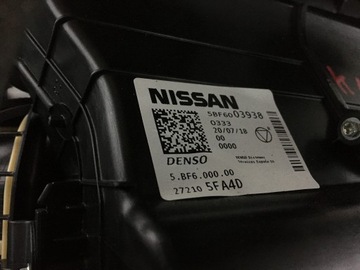 NISSAN
5BF6003938
0333
20/07/18
00
0000
DENSO
5.BF6.000.00
27210 5FA4D